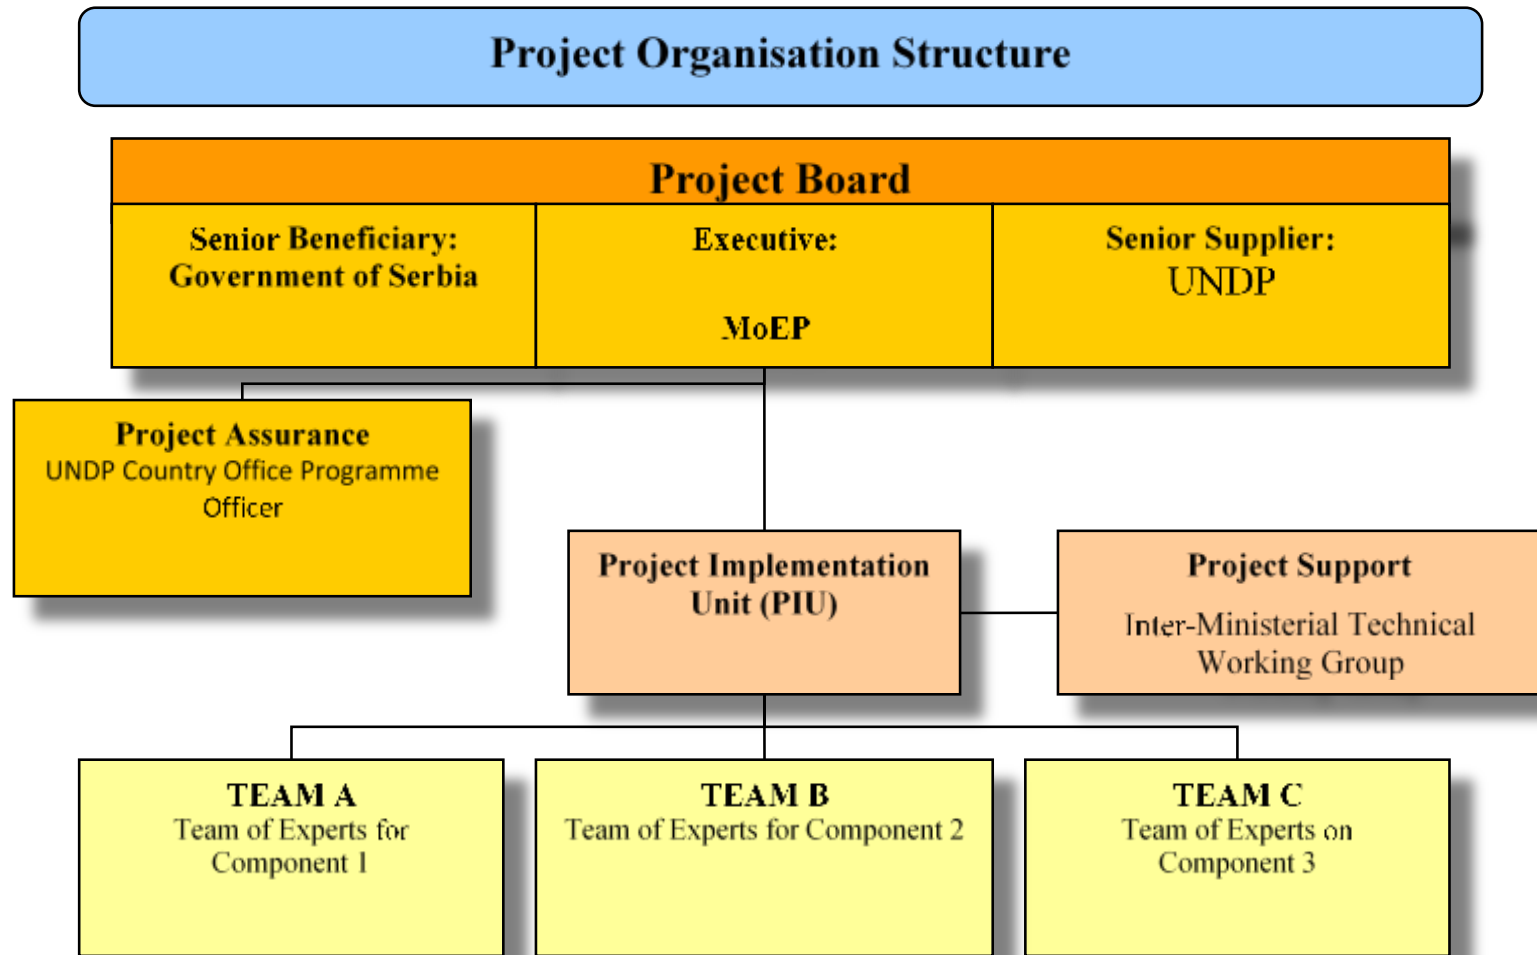 Project Organisation Structure
Project Board
Senior Beneficiary:
Government of Serbia
Executive:
MoEP
Senior Supplier:
UNDP
Project Assurance
UNDP Country Office Programme
Officer
Project Implementation
Unit (PIU)
Project Support
Inter-Ministerial Technical
Working Group
TEAM A
Team of Experts for
Component 1
TEAM B
Team of Experts for Component 2
TEAM C
Team of Experts on
Component 3